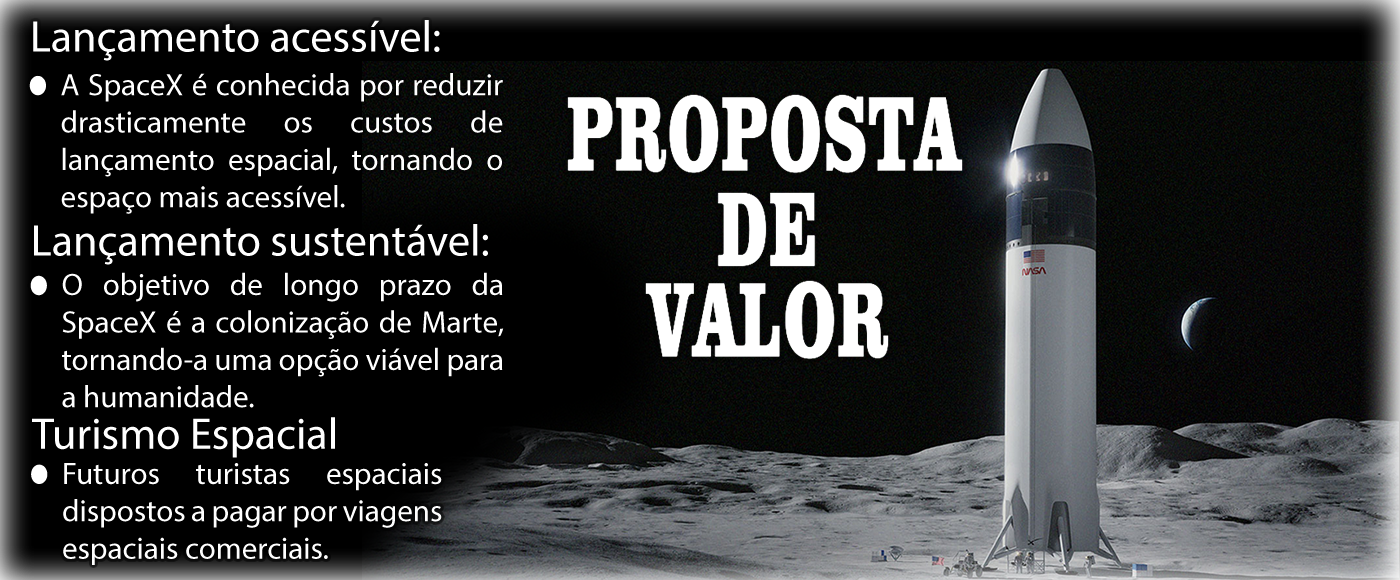 Lançamento acessível:
● A SpaceX é conhecida por reduzir
drasticamente os custos de
lançamento espacial, tornando o
espaço mais acessível.
Lançamento sustentável:
● O objetivo de longo prazo da
SpaceX é a colonização de Marte,
tornando-a uma opção viável para
a humanidade.
Turismo Espacial
● Futuros turistas espaciais
dispostos a pagar por viagens
espaciais comerciais.
PROPOSTA
DE
VALOR
NASA